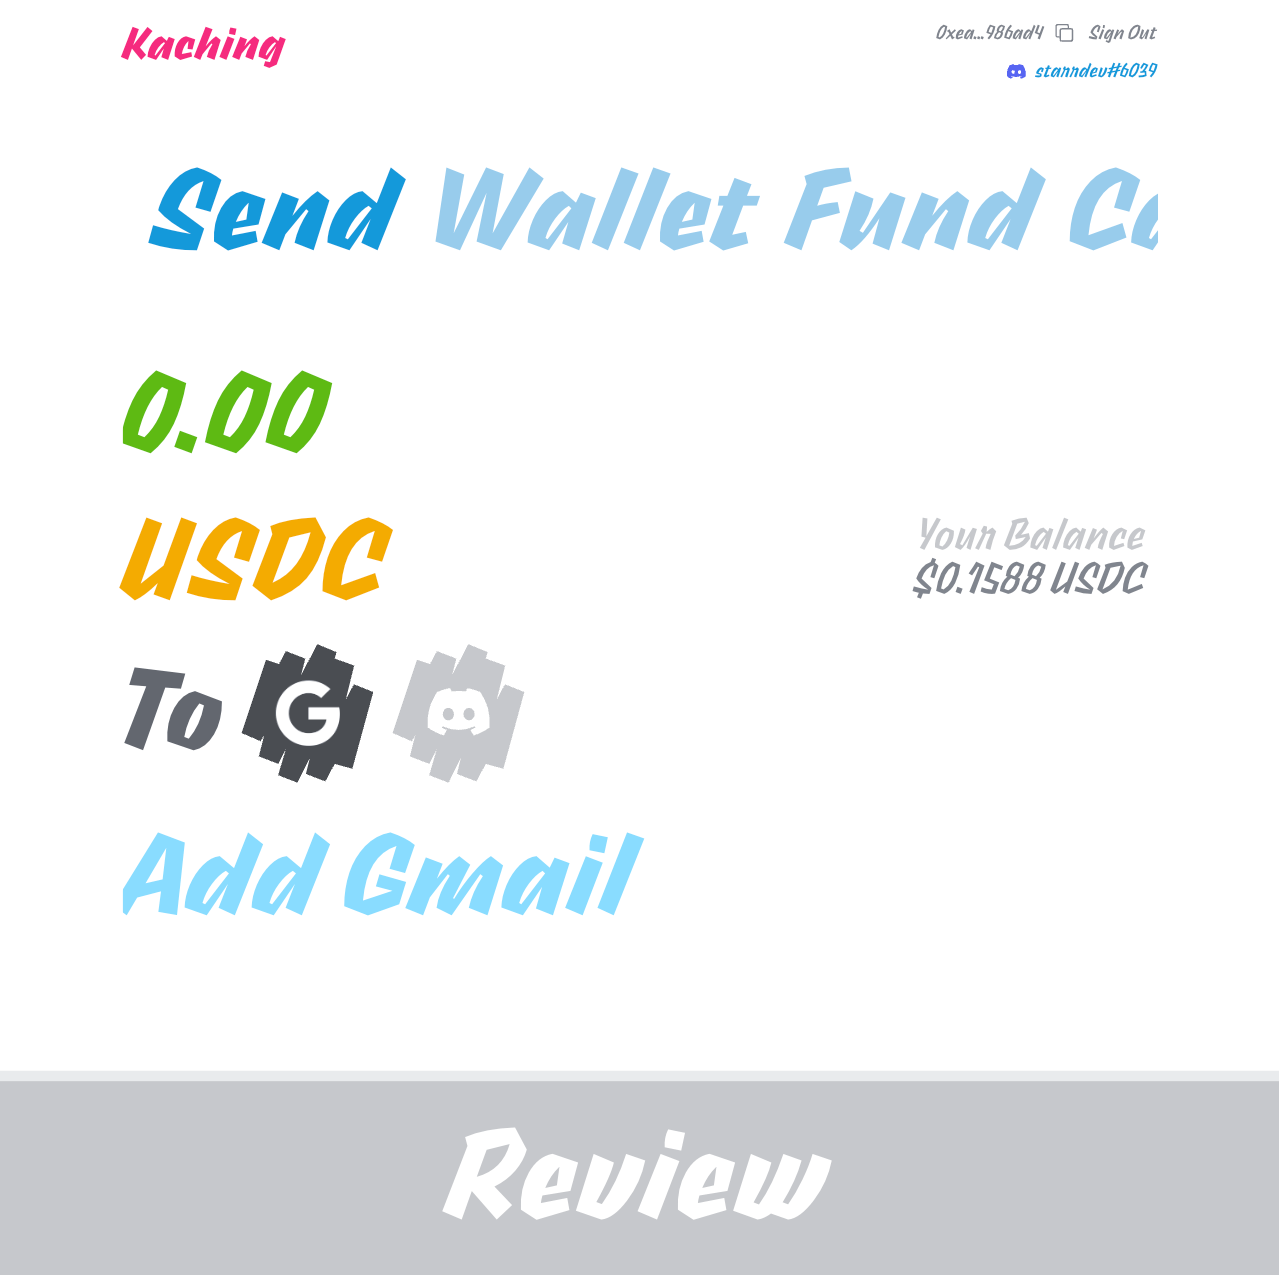 Kaching
0xea...986ad4 Sign Out
stanndev#6039
Send Wallet Fund
0.00
USDC
Your Balance
$0.1588 USDC
To
Add Gmail
Review